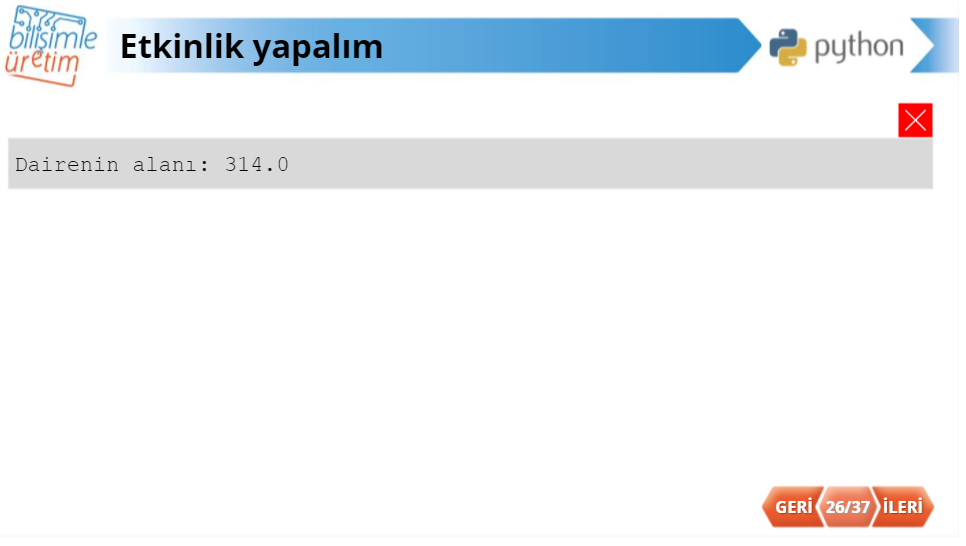 bilişimle
üretim
Etkinlik yapalım
python
Dairenin alanı: 314.0
GERİ 26/37 İLERİ